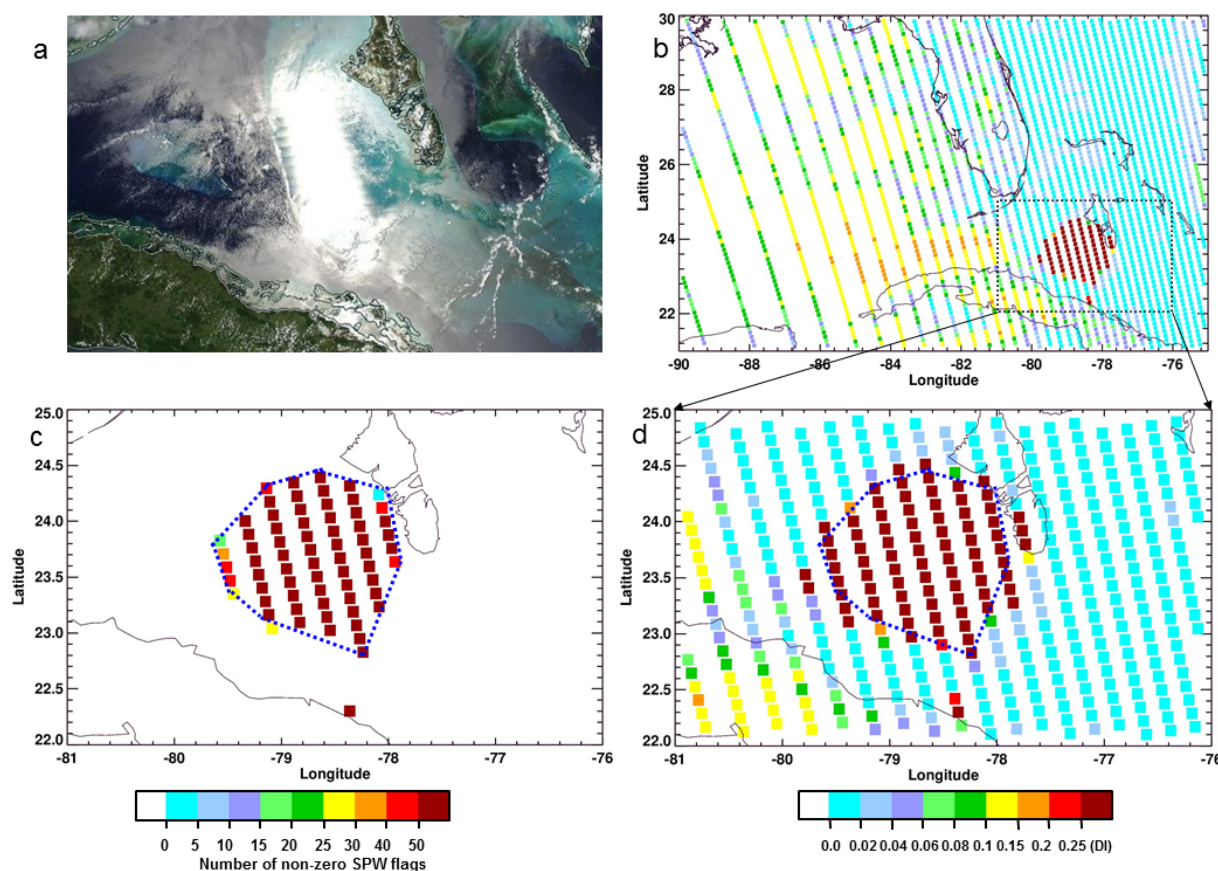 a
b
30
28
26
24
22
Latitude
-90 -88 -86 -84 -82 -80 -78 -76
Longitude
c
25.0
24.5
24.0
23.5
23.0
22.5
22.0
Latitude
-81 -80 -79 -78 -77 -76
Longitude
0 5 10 15 20 25 30 40 50
Number of non-zero SPW flags
d
25.0
24.5
24.0
23.5
23.0
22.5
22.0
Latitude
-81 -80 -79 -78 -77 -76
Longitude
0.0 0.02 0.04 0.06 0.08 0.1 0.15 0.2 0.25 (DI)